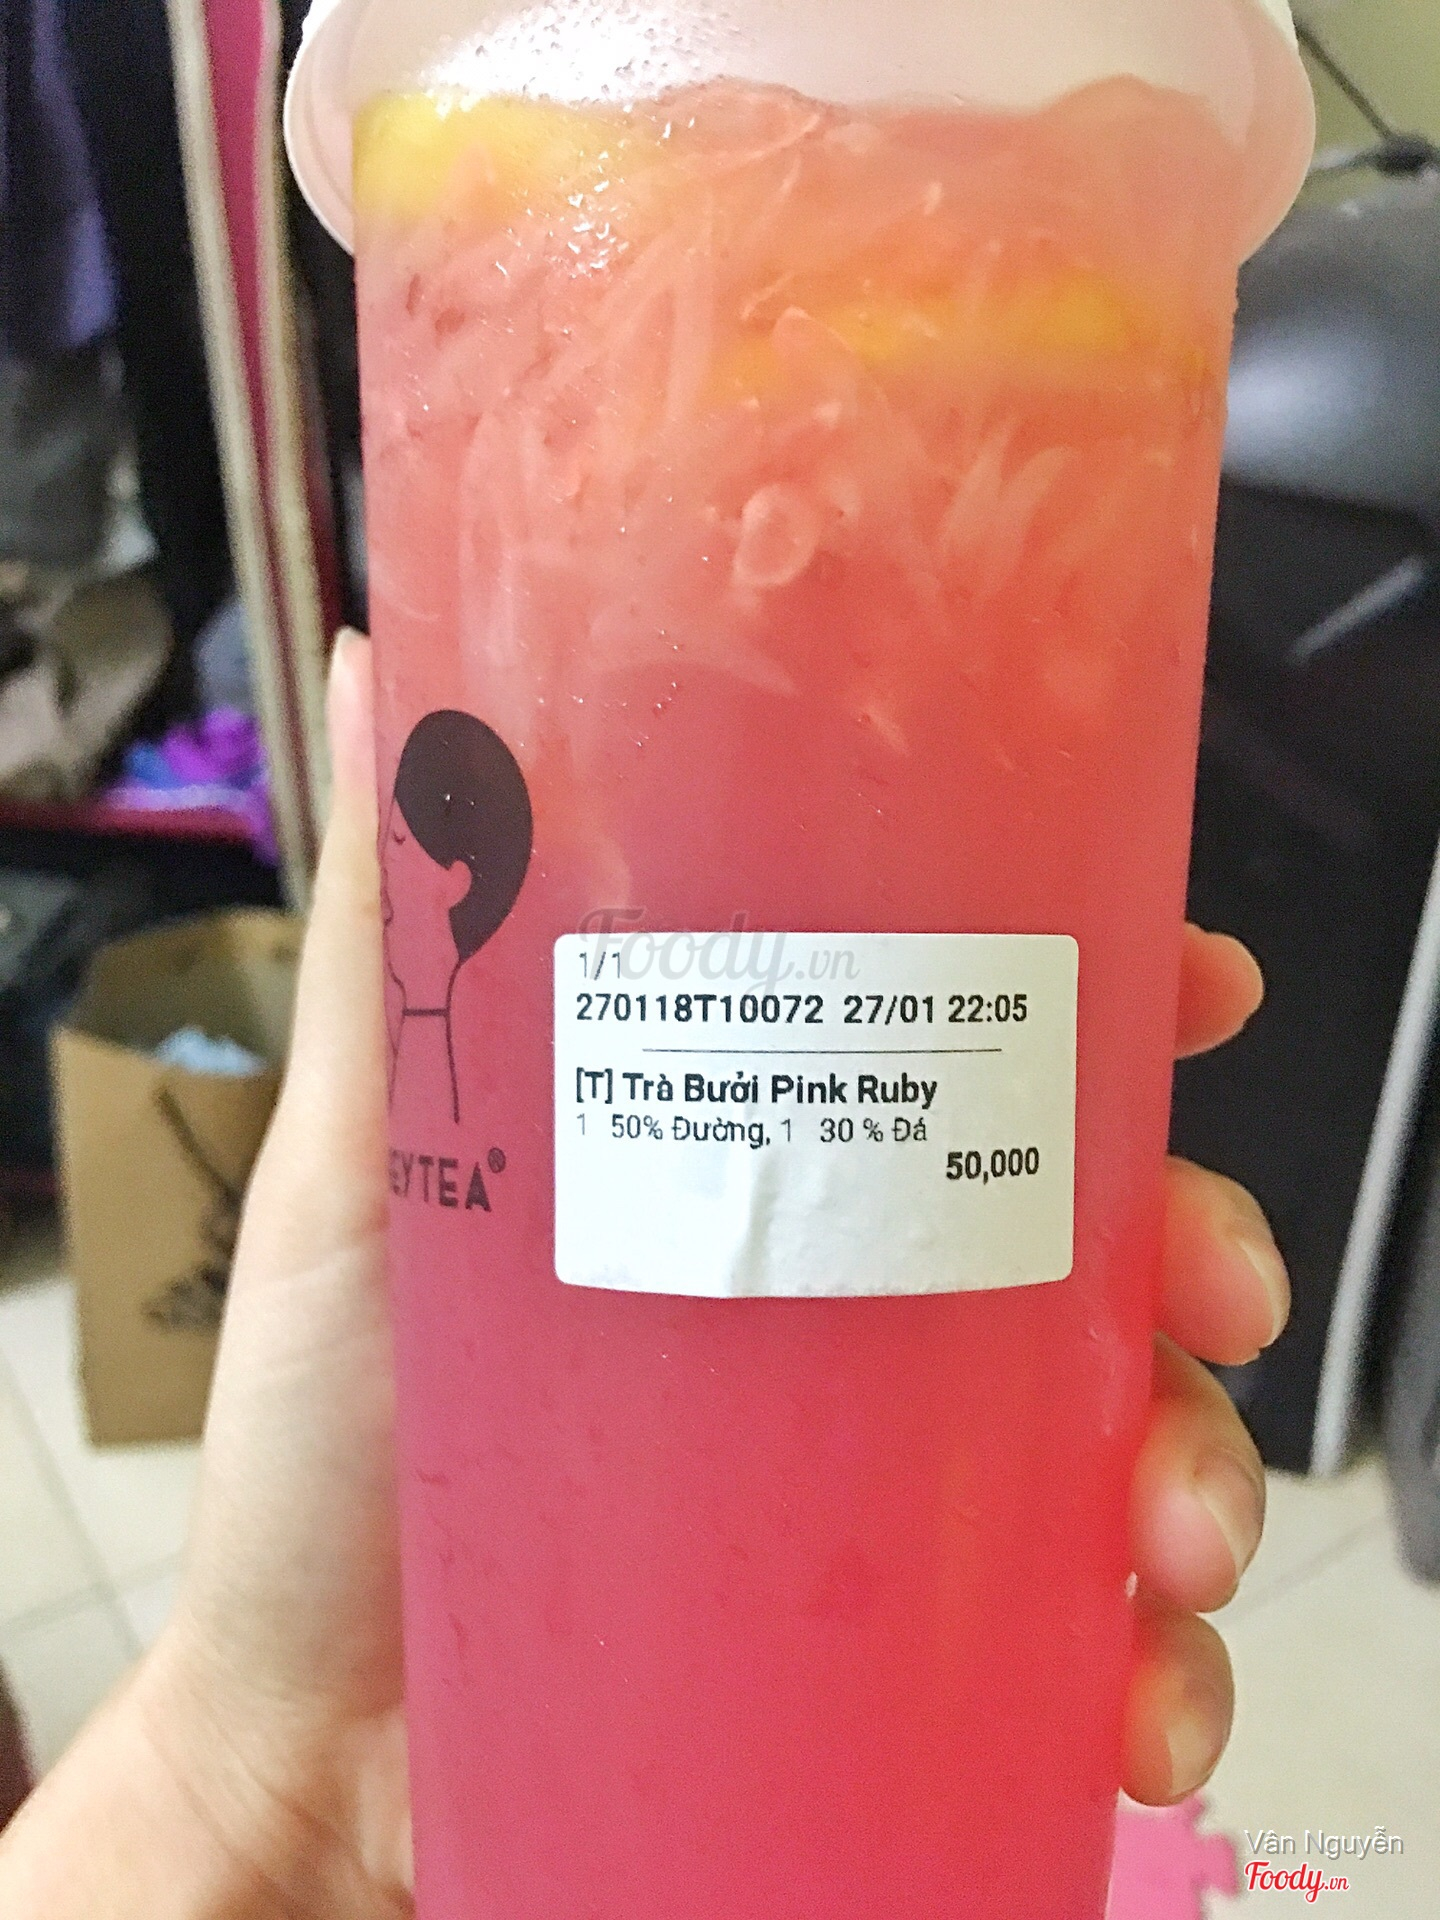 Foody.vn
1/1
270118T10072 27/01 22:05
[T] Trà Bưởi Pink Ruby
1 50% Đường, 1 30 % Đá
50,000
EYTEA®
Vân Nguyễn
Foody.vn